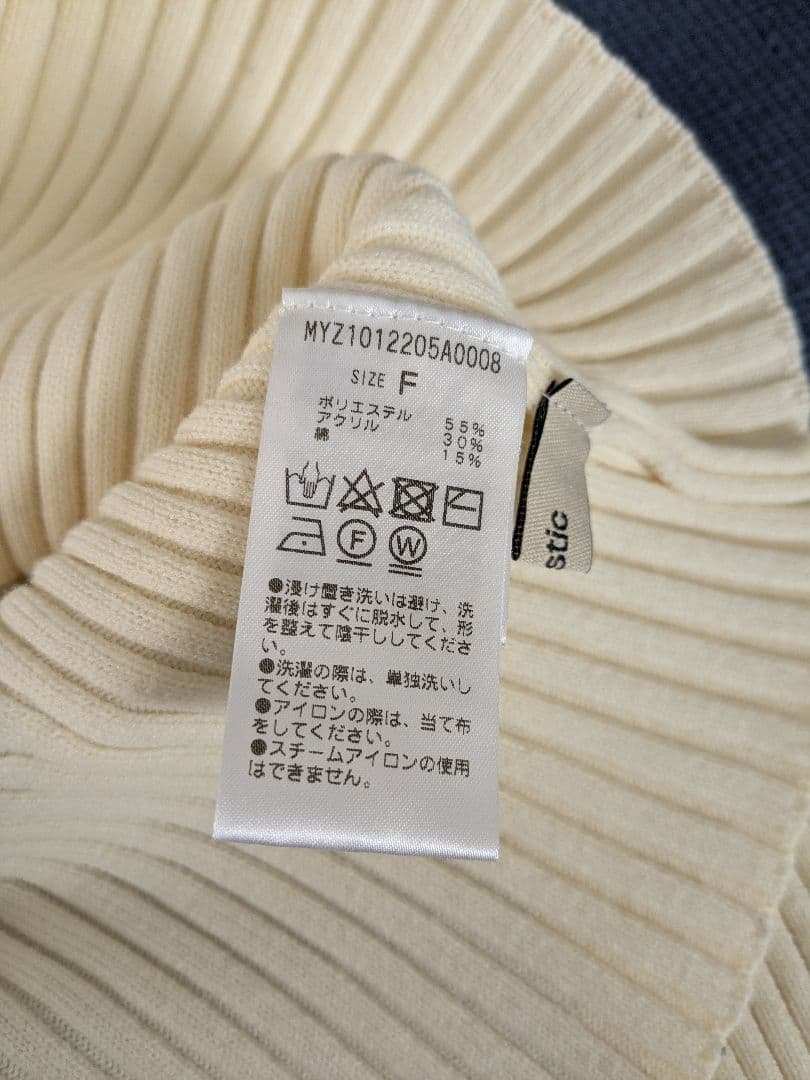 MYZ1012205A0008
SIZE F
ポリエステル 55%
アクリル 30%
綿 15%
F W
●浸け置き洗いは避け、洗
濯後はすぐに脱水して、形
を整えて陰干ししてくださ
い。
●洗濯の際は、単独洗いし
てください。
●アイロンの際は、当て布
をしてください。
●スチームアイロンの使用
はできません。
stic